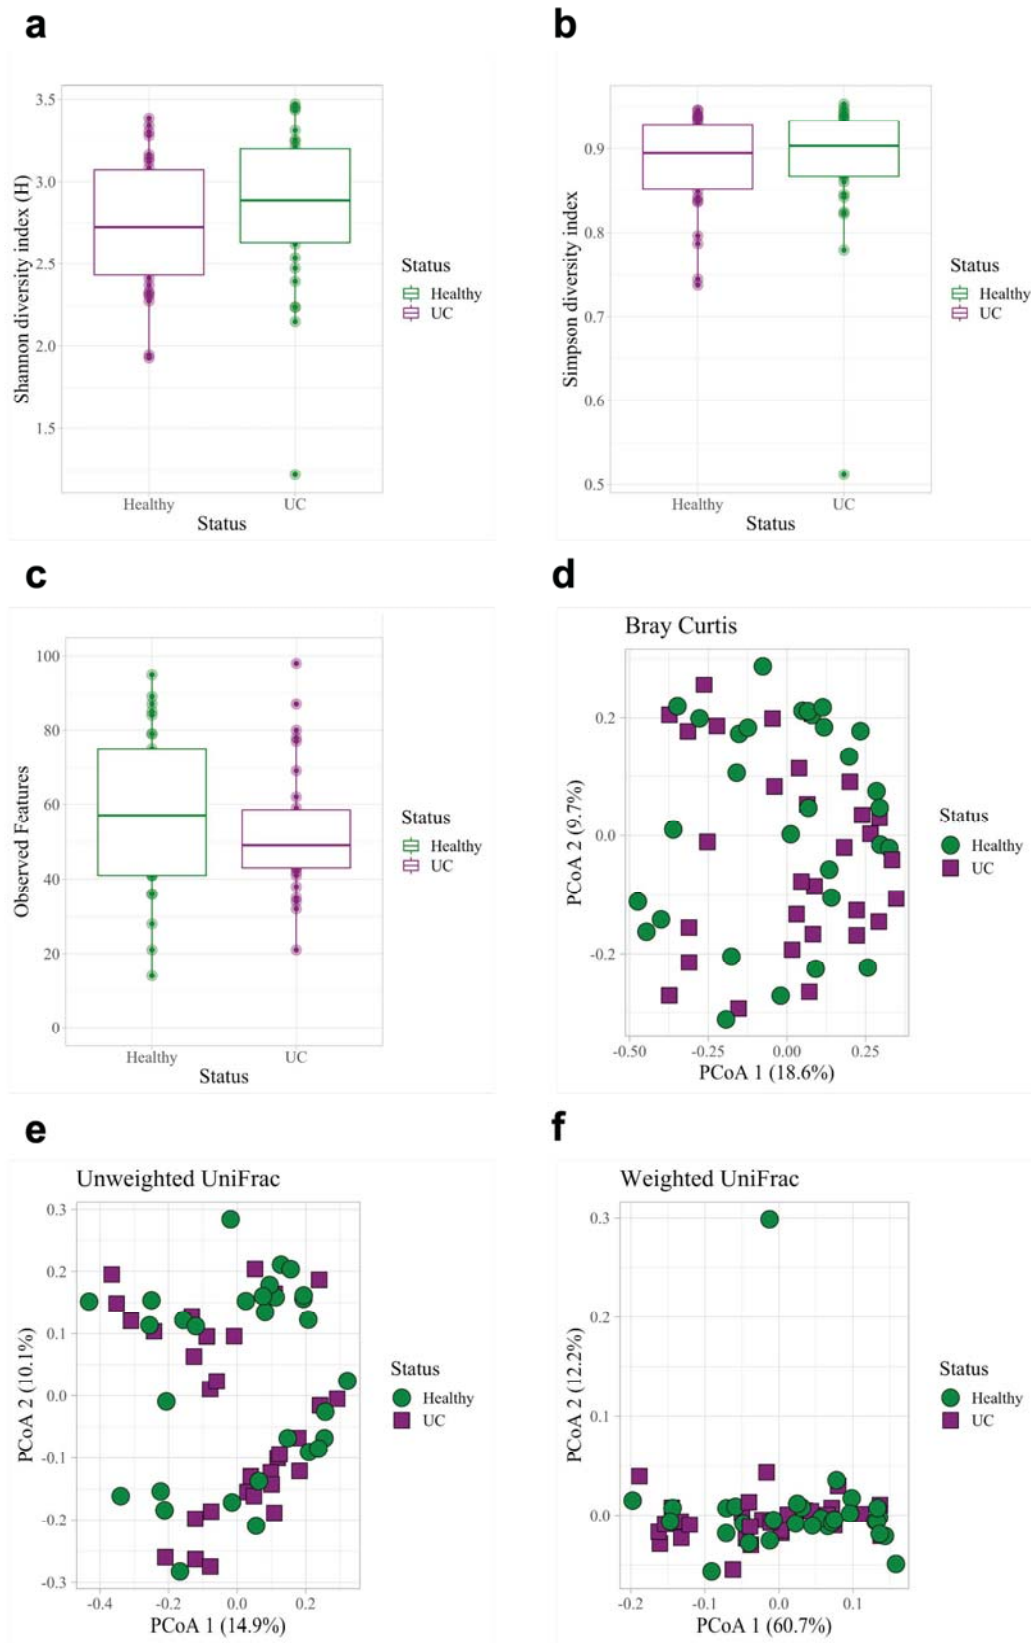 a
Shannon diversity index (H)
3.5
3.0
2.5
2.0
1.5
Healthy
UC
Status
Status
Healthy
UC
b
Simpson diversity index
0.9
0.8
0.7
0.6
0.5
Healthy
UC
Status
Status
Healthy
UC
c
Observed Features
100
80
60
40
20
0
Healthy
UC
Status
Status
Healthy
UC
d
Bray Curtis
PCoA 2 (9.7%)
0.2
0.0
-0.2
-0.50
-0.25
0.00
0.25
PCoA 1 (18.6%)
Status
Healthy
UC
e
Unweighted UniFrac
PCoA 2 (10.1%)
0.3
0.2
0.1
0.0
-0.1
-0.2
-0.3
-0.4
-0.2
0.0
0.2
PCoA 1 (14.9%)
Status
Healthy
UC
f
Weighted UniFrac
PCoA 2 (12.2%)
0.3
0.2
0.1
0.0
-0.2
-0.1
0.0
0.1
PCoA 1 (60.7%)
Status
Healthy
UC